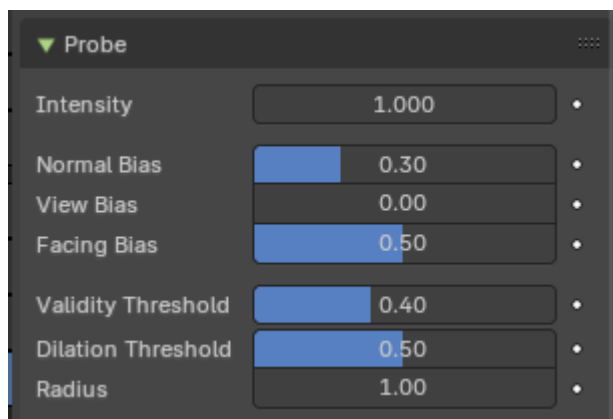 Probe
Intensity 1.000
Normal Bias 0.30
View Bias 0.00
Facing Bias 0.50
Validity Threshold 0.40
Dilation Threshold 0.50
Radius 1.00